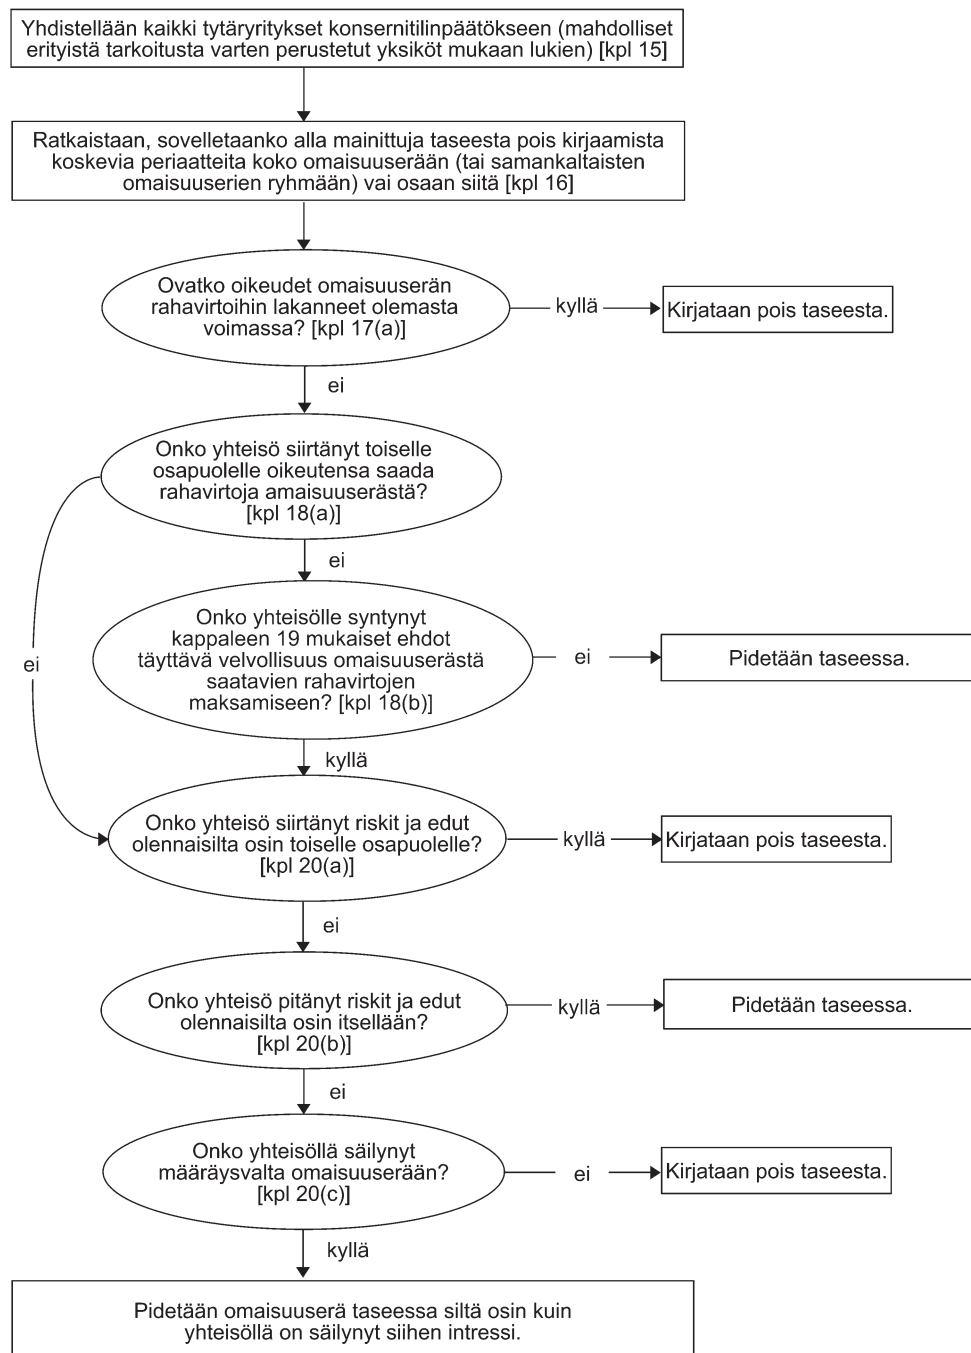 Yhdistellään kaikki tytäryritykset konsernitilinpäätökseen (mahdolliset
erityistä tarkoitusta varten perustetut yksiköt mukaan lukien) [kpl 15]
Ratkaistaan, sovelletaanko alla mainittuja taseesta pois kirjaamista
koskevia periaatteita koko omaisuuserään (tai samankaltaisten
omaisuuserien ryhmään) vai osaan siitä [kpl 16]
Ovatko oikeudet omaisuuserän
rahavirtoihin lakanneet olemasta
voimassa? [kpl 17(a)]
kyllä
Kirjataan pois taseesta.
ei
Onko yhteisö siirtänyt toiselle
osapuolelle oikeutensa saada
rahavirtoja amaisuuserästä?
[kpl 18(a)]
ei
ei
Onko yhteisölle syntynyt
kappaleen 19 mukaiset ehdot
täyttävä velvollisuus omaisuuserästä
saatavien rahavirtojen
maksamiseen? [kpl 18(b)]
ei
Pidetään taseessa.
kyllä
Onko yhteisö siirtänyt riskit ja edut
olennaisilta osin toiselle osapuolelle?
[kpl 20(a)]
kyllä
Kirjataan pois taseesta.
ei
Onko yhteisö pitänyt riskit ja edut
olennaisilta osin itsellään?
[kpl 20(b)]
kyllä
Pidetään taseessa.
ei
Onko yhteisöllä säilynyt
määräysvalta omaisuuserään?
[kpl 20(c)]
ei
Kirjataan pois taseesta.
kyllä
Pidetään omaisuuserä taseessa siltä osin kuin
yhteisöllä on säilynyt siihen intressi.